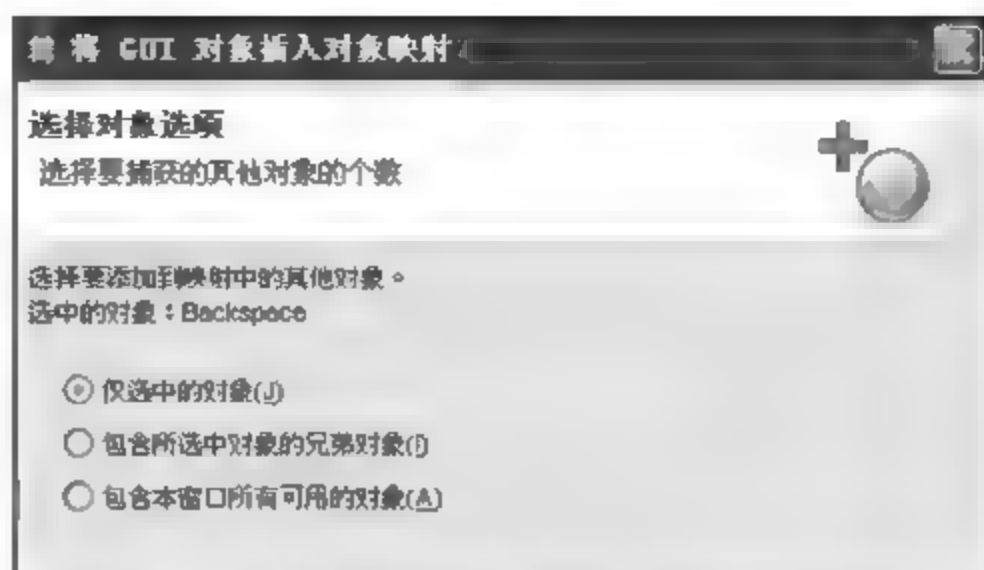 将 GUI 对象插入对象映射
选择对象选项
选择要捕获的其他对象的个数
选择要添加到映射中的其他对象。
选中的对象：Backspace
仅选中的对象(J)
包含所选中对象的兄弟对象(I)
包含本窗口所有可用的对象(A)